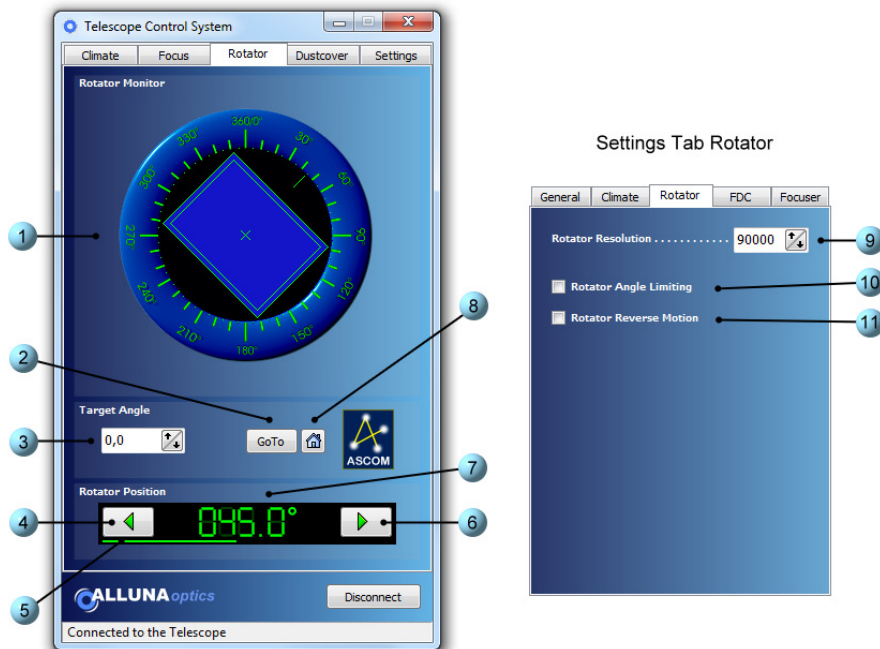 Telescope Control System
Climate Focus Rotator Dustcover Settings
Rotator Monitor
360/0°
30°
60°
90°
120°
150°
180°
210°
240°
270°
300°
330°
1
2
8
Target Angle
3
0,0
GoTo
ASCOM
7
Rotator Position
4
045.0°
6
5
ALLUNA optics
Disconnect
Connected to the Telescope
Settings Tab Rotator
General Climate Rotator FDC Focuser
Rotator Resolution . . . . . . . . . . . . 90000
9
Rotator Angle Limiting
10
Rotator Reverse Motion
11